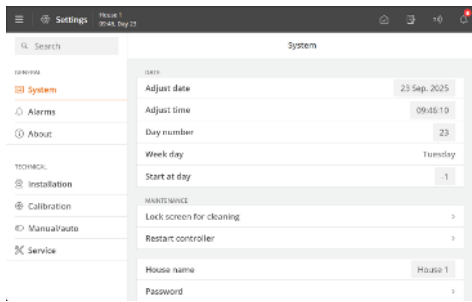 Settings
House 1
09:46, Day 23
Search
System
GENERAL
System
Alarms
About
TECHNICAL
Installation
Calibration
Manual/auto
Service
DATE
Adjust date 23 Sep. 2025
Adjust time 09:46:10
Day number 23
Week day Tuesday
Start at day -1
MAINTENANCE
Lock screen for cleaning
Restart controller
House name House 1
Password